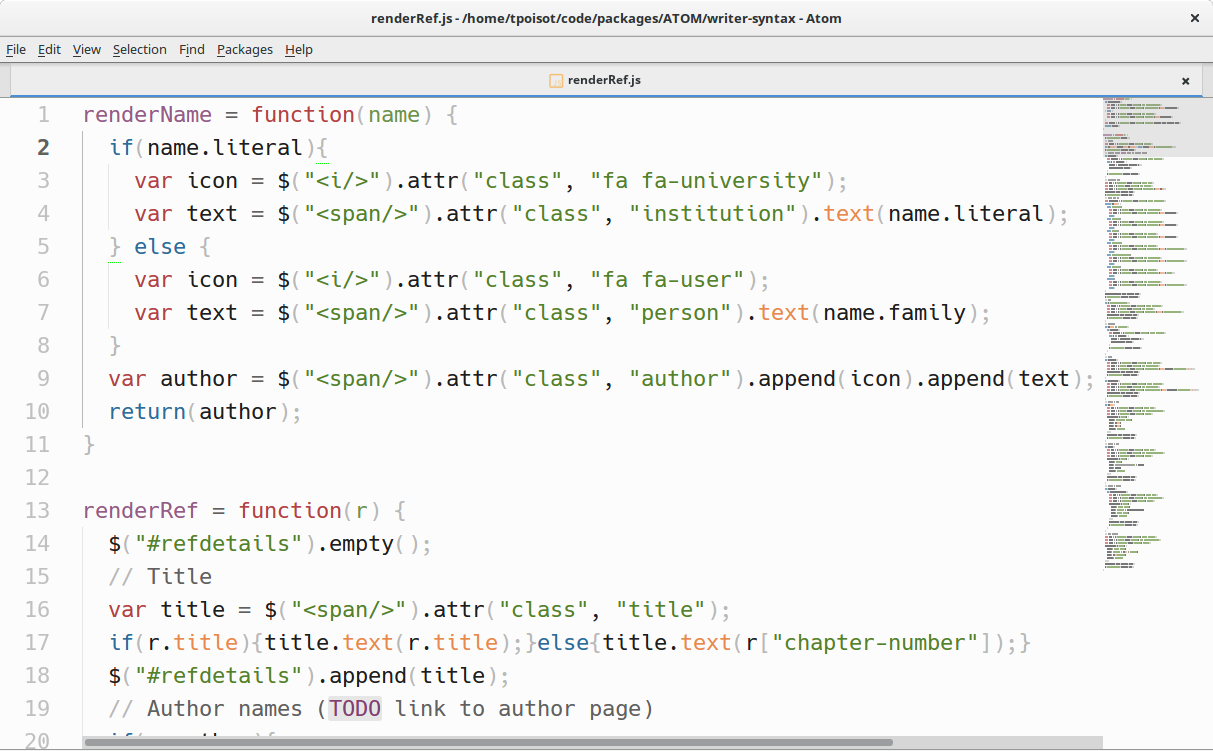 renderRef.js - /home/tpoisot/code/packages/ATOM/writer-syntax - Atom
File Edit View Selection Find Packages Help
renderRef.js
1 renderName = function(name) {
2   if(name.literal){
3     var icon = $("<i/>").attr("class", "fa fa-university");
4     var text = $("<span/>").attr("class", "institution").text(name.literal);
5   } else {
6     var icon = $("<i/>").attr("class", "fa fa-user");
7     var text = $("<span/>").attr("class", "person").text(name.family);
8   }
9   var author = $("<span/>").attr("class", "author").append(icon).append(text);
10   return(author);
11 }
12
13 renderRef = function(r) {
14   $("#refdetails").empty();
15   // Title
16   var title = $("<span/>").attr("class", "title");
17   if(r.title){title.text(r.title);}else{title.text(r["chapter-number"]);}
18   $("#refdetails").append(title);
19   // Author names (TODO link to author page)
20